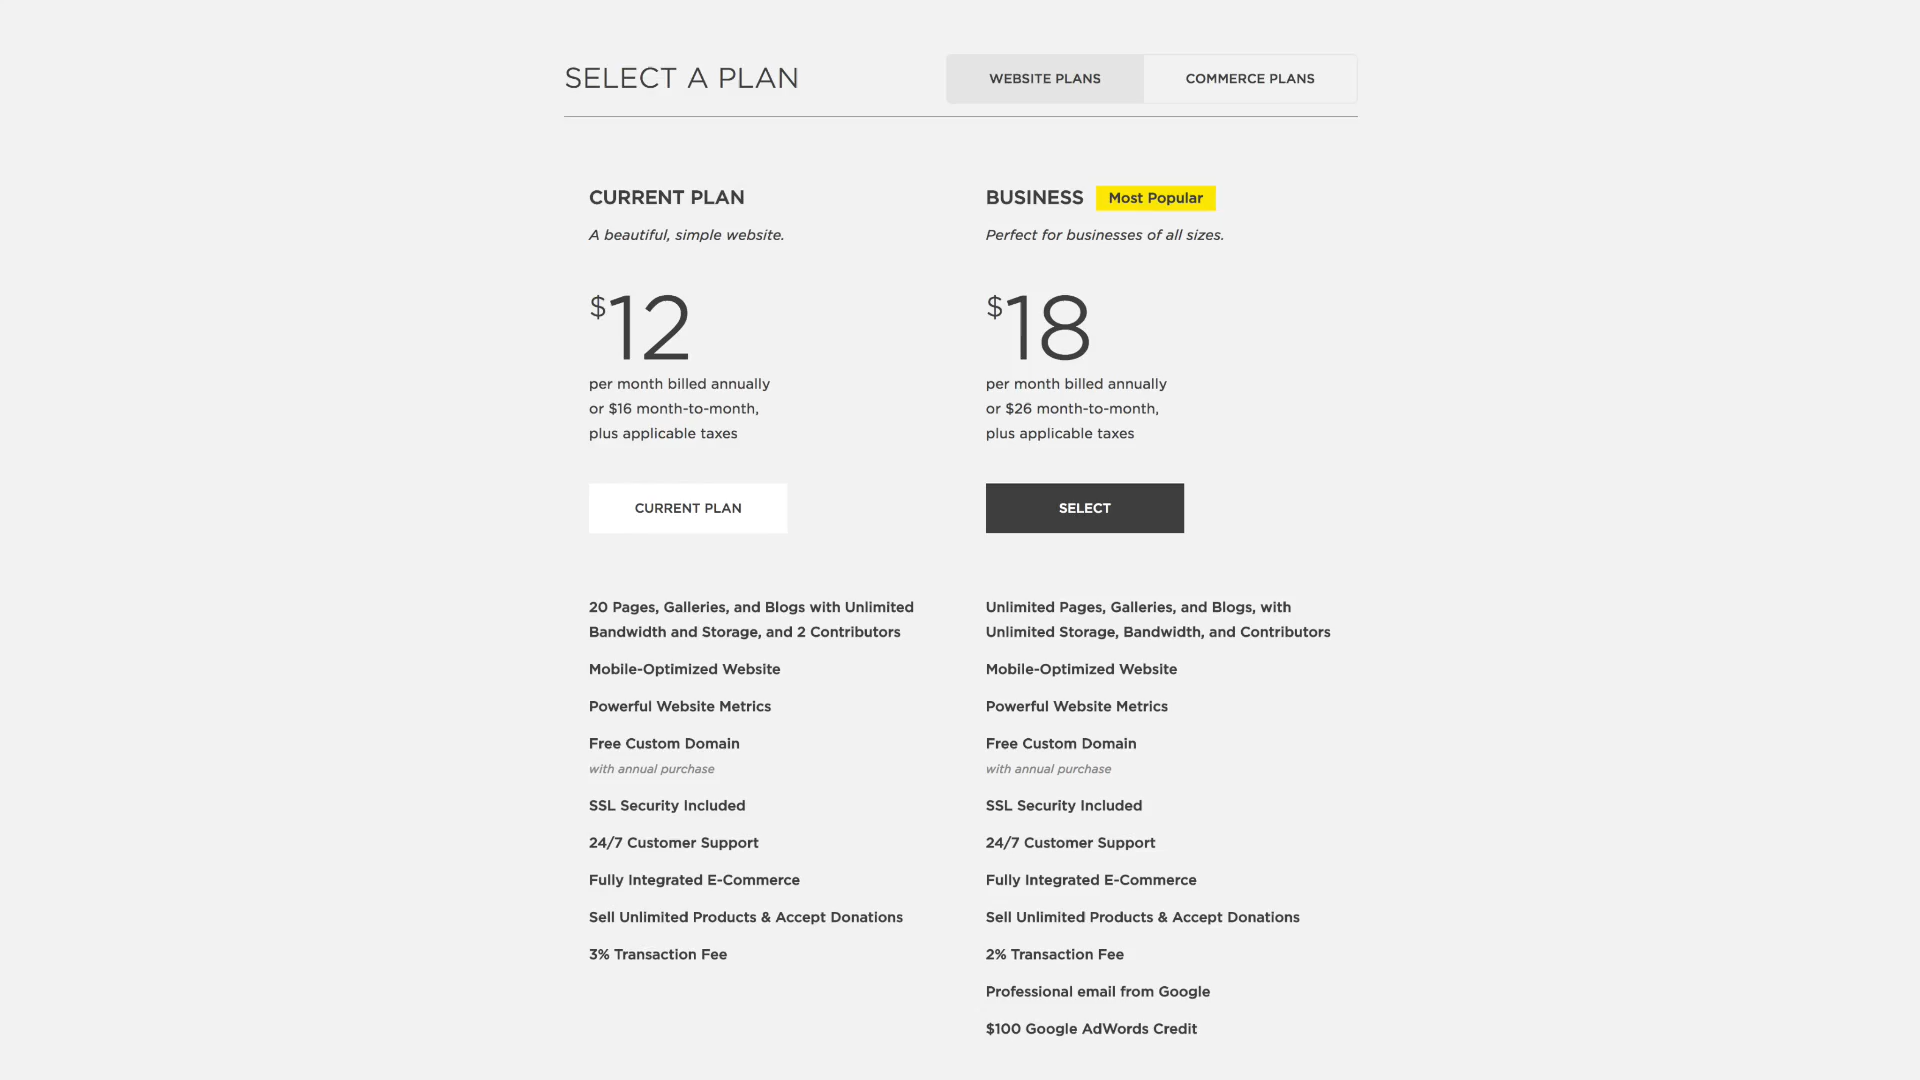 SELECT A PLAN
WEBSITE PLANS
COMMERCE PLANS
CURRENT PLAN
A beautiful, simple website.
$12
per month billed annually
or $16 month-to-month,
plus applicable taxes
CURRENT PLAN
20 Pages, Galleries, and Blogs with Unlimited
Bandwidth and Storage, and 2 Contributors
Mobile-Optimized Website
Powerful Website Metrics
Free Custom Domain
with annual purchase
SSL Security Included
24/7 Customer Support
Fully Integrated E-Commerce
Sell Unlimited Products & Accept Donations
3% Transaction Fee
BUSINESS Most Popular
Perfect for businesses of all sizes.
$18
per month billed annually
or $26 month-to-month,
plus applicable taxes
SELECT
Unlimited Pages, Galleries, and Blogs, with
Unlimited Storage, Bandwidth, and Contributors
Mobile-Optimized Website
Powerful Website Metrics
Free Custom Domain
with annual purchase
SSL Security Included
24/7 Customer Support
Fully Integrated E-Commerce
Sell Unlimited Products & Accept Donations
2% Transaction Fee
Professional email from Google
$100 Google AdWords Credit